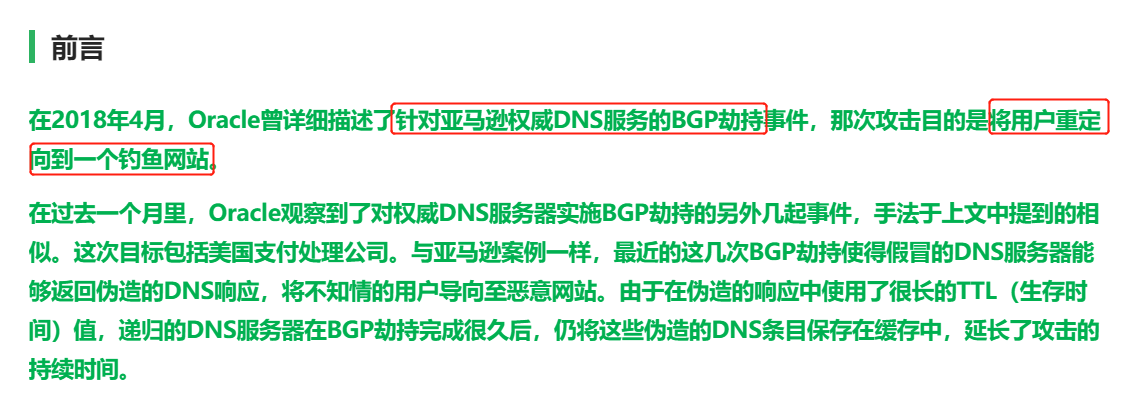 前言
在2018年4月，Oracle曾详细描述了针对亚马逊权威DNS服务的BGP劫持事件，那次攻击目的是将用户重定
向到一个钓鱼网站。
在过去一个月里，Oracle观察到了对权威DNS服务器实施BGP劫持的另外几起事件，手法于上文中提到的相
似。这次目标包括美国支付处理公司。与亚马逊案例一样，最近的这几次BGP劫持使得假冒的DNS服务器能
够返回伪造的DNS响应，将不知情的用户导向至恶意网站。由于在伪造的响应中使用了很长的TTL（生存时
间）值，递归的DNS服务器在BGP劫持完成很久后，仍将这些伪造的DNS条目保存在缓存中，延长了攻击的
持续时间。